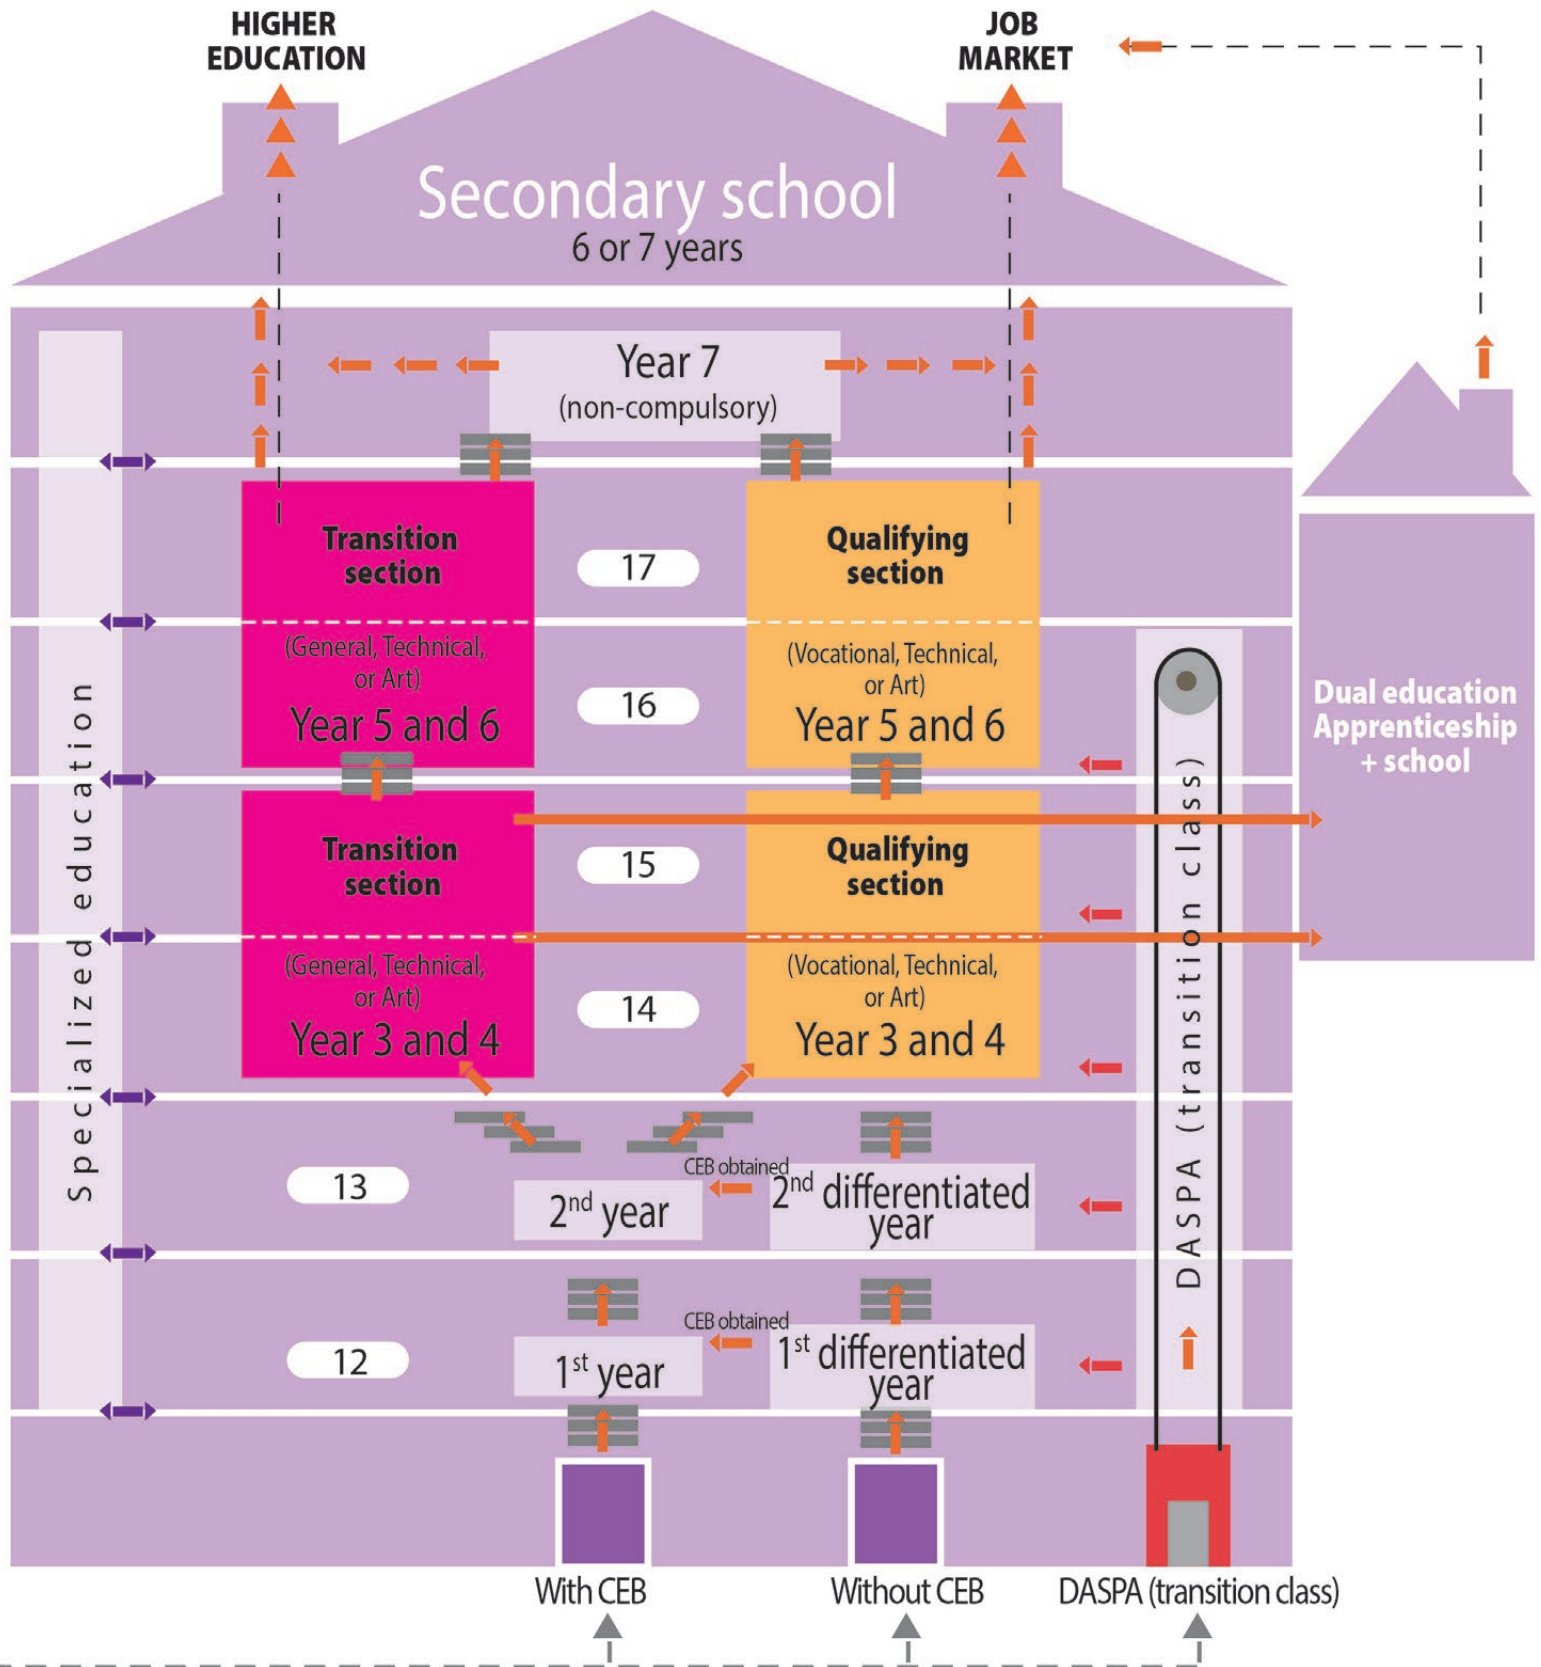 HIGHER
EDUCATION
JOB
MARKET
Secondary school
6 or 7 years
Year 7
(non-compulsory)
Transition
section
17
Qualifying
section
(General, Technical,
or Art)
Year 5 and 6
16
(Vocational, Technical,
or Art)
Year 5 and 6
Dual education
Apprenticeship
+ school
Transition
section
15
Qualifying
section
(General, Technical,
or Art)
Year 3 and 4
14
(Vocational, Technical,
or Art)
Year 3 and 4
Specialized education
DASPA (transition class)
13
2nd year
CEB obtained
2nd differentiated
year
12
1st year
CEB obtained
1st differentiated
year
With CEB
Without CEB
DASPA (transition class)